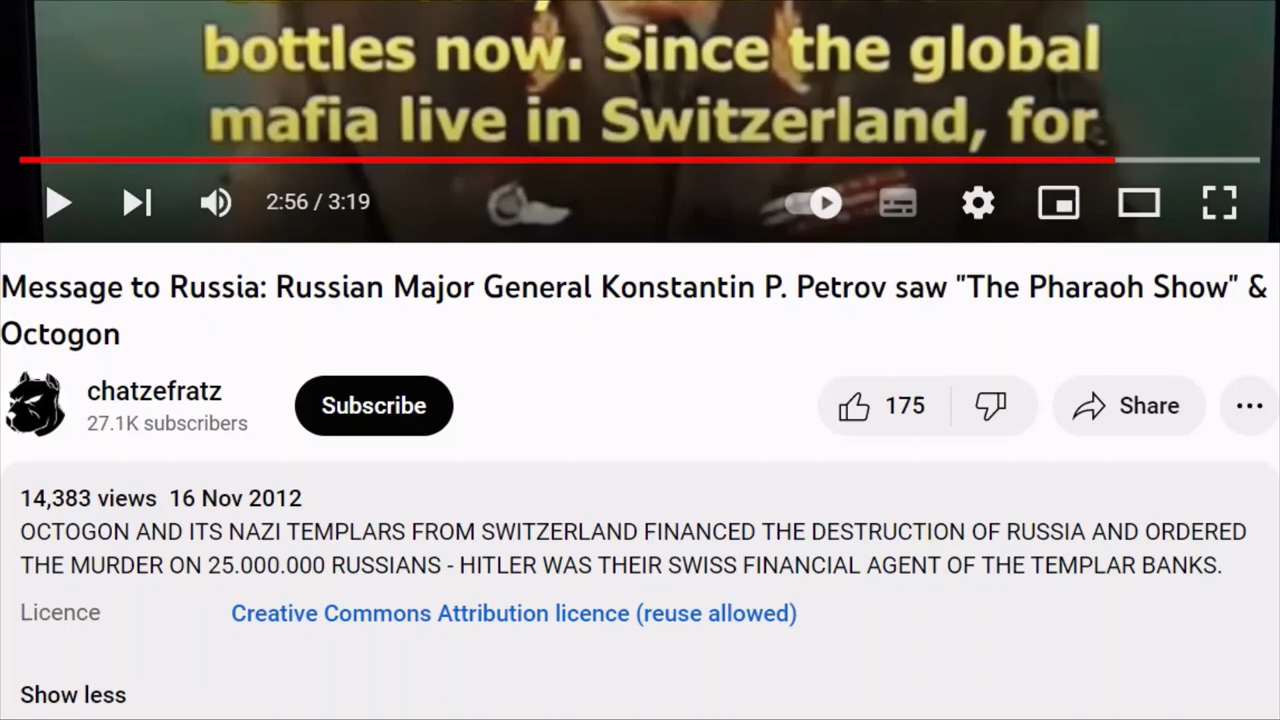 bottles now. Since the global
mafia live in Switzerland, for
2:56 / 3:19
Message to Russia: Russian Major General Konstantin P. Petrov saw "The Pharaoh Show" &
Octogon
chatzefratz
27.1K subscribers
Subscribe
175
Share
14,383 views 16 Nov 2012
OCTOGON AND ITS NAZI TEMPLARS FROM SWITZERLAND FINANCED THE DESTRUCTION OF RUSSIA AND ORDERED
THE MURDER ON 25.000.000 RUSSIANS - HITLER WAS THEIR SWISS FINANCIAL AGENT OF THE TEMPLAR BANKS.
Licence
Creative Commons Attribution licence (reuse allowed)
Show less